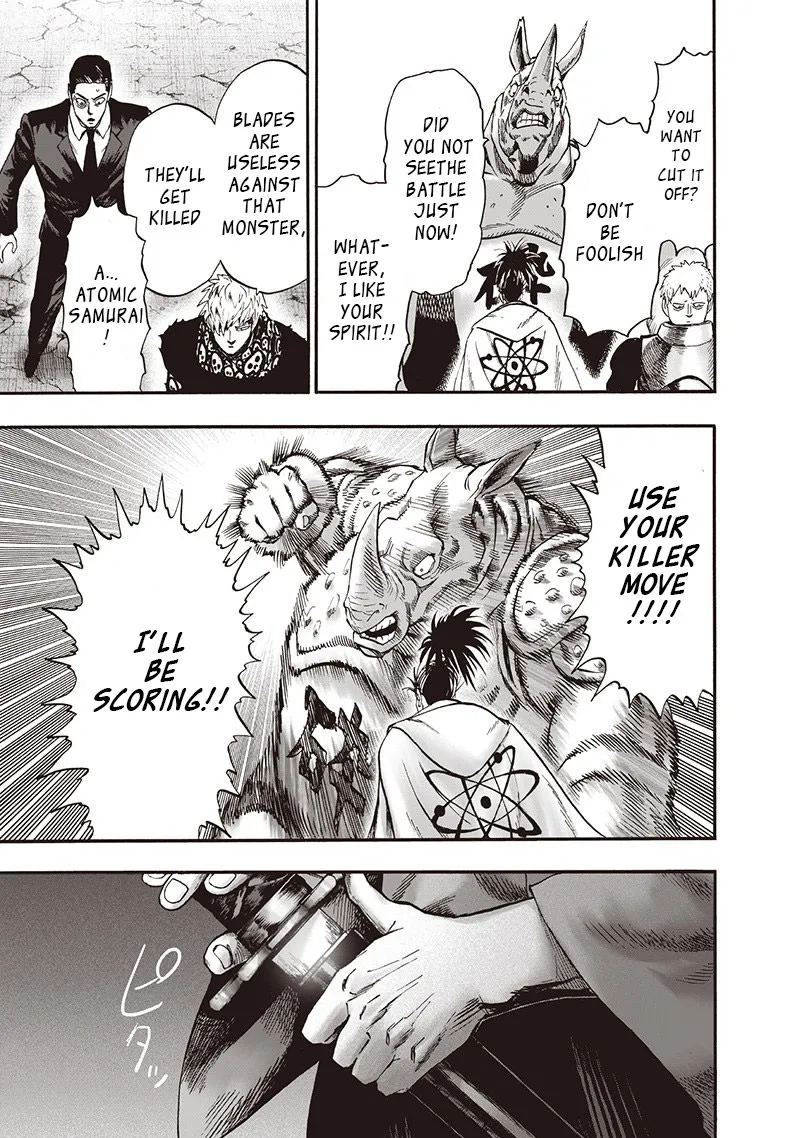 YOU
WANT
TO
CUT IT
OFF?
DON'T
BE
FOOLISH
DID
YOU NOT
SEETHE
BATTLE
JUST
NOW!
WHAT-
EVER,
I LIKE
YOUR
SPIRIT!!
BLADES
ARE
USELESS
AGAINST
THAT
MONSTER,
THEY'LL
GET
KILLED
A...
ATOMIC
SAMURAI
!
USE
YOUR
KILLER
MOVE
!!!!
I'LL
BE
SCORING!!
ピタッ